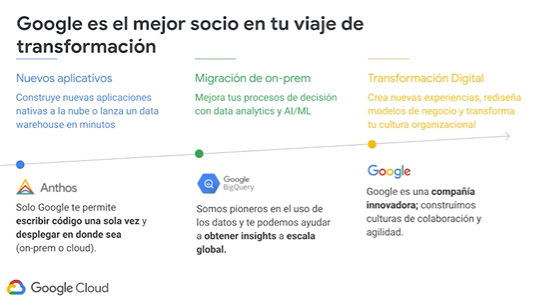 Google es el mejor socio en tu viaje de
transformación
Nuevos aplicativos
Construye nuevas aplicaciones
nativas a la nube o lanza un data
warehouse en minutos
Migración de on-prem
Mejora tus procesos de decisión
con data analytics y AI/ML
Transformación Digital
Crea nuevas experiencias, rediseña
modelos de negocio y transforma
tu cultura organizacional
Anthos
Solo Google te permite
escribir código una sola vez y
desplegar en donde sea
(on-prem o cloud).
Google
BigQuery
Somos pioneros en el uso de
los datos y te podemos ayudar
a obtener insights a escala
global.
Google
Google es una compañía
innovadora; construímos
culturas de colaboración y
agilidad.
Google Cloud